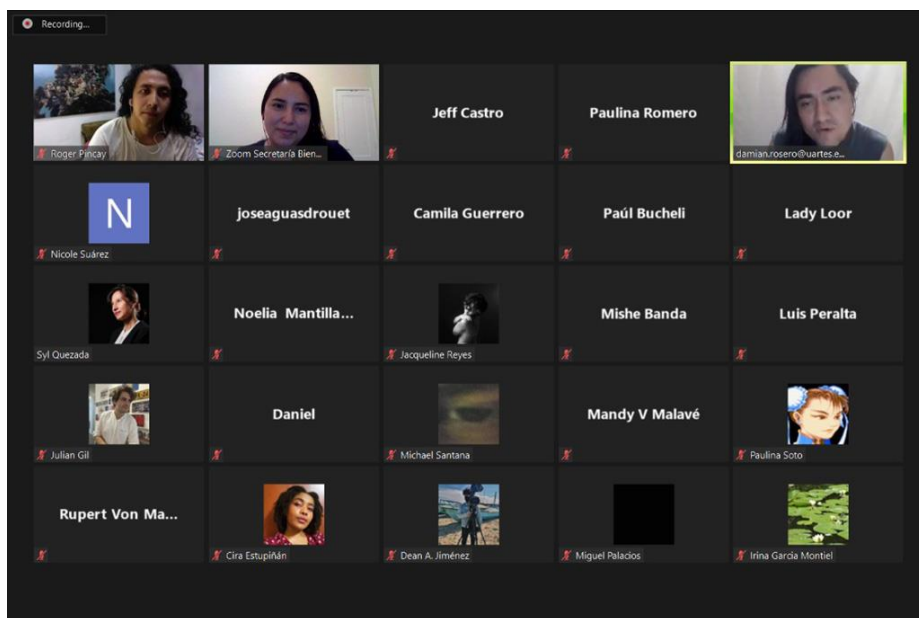 Recording...
Roger Pincay
Zoom Secretaría Bien...
Jeff Castro
Paulina Romero
damian.rosero@uartes.e...
N
Nicole Suárez
joseaguasdrouet
Camila Guerrero
Paúl Bucheli
Lady Loor
Syl Quezada
Noelia Mantilla...
Jacqueline Reyes
Mishe Banda
Luis Peralta
Julian Gil
Daniel
Michael Santana
Mandy V Malavé
Paulina Soto
Rupert Von Ma...
Cira Estupiñán
Dean A. Jiménez
Miguel Palacios
Irina Garcia Montiel